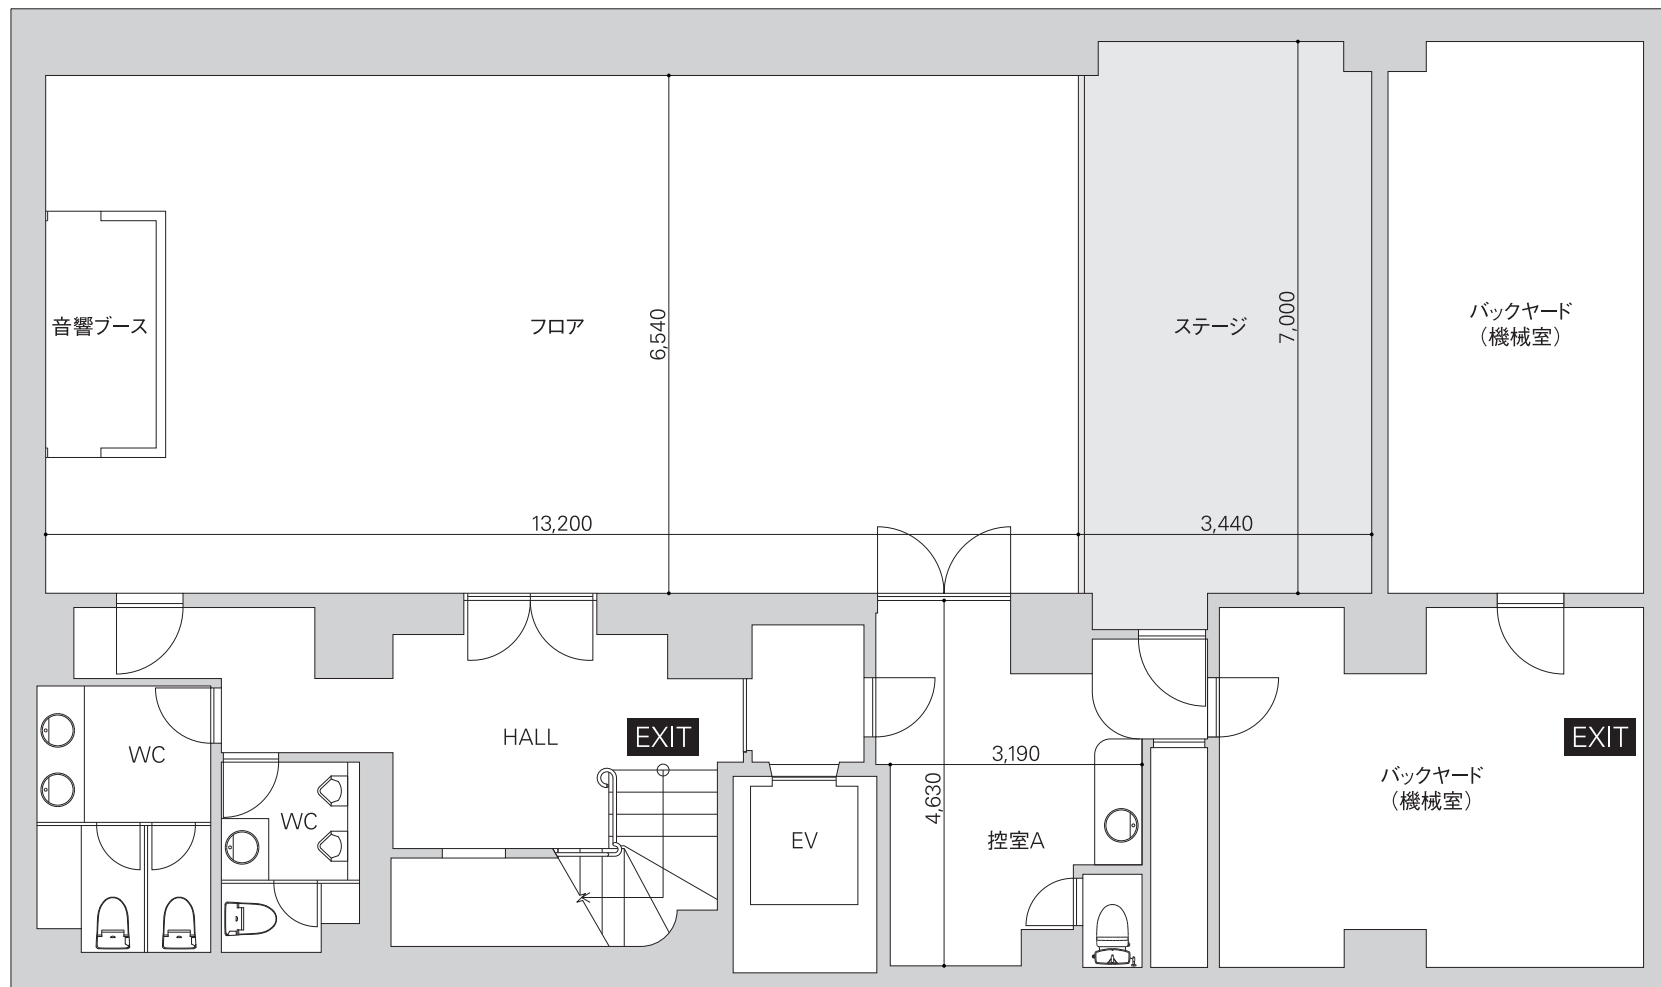 音響ブース
フロア
6,540
ステージ
7,000
バックヤード
（機械室）
13,200
3,440
WC
WC
HALL
EXIT
EV
3,190
4,630
控室A
バックヤード
（機械室）
EXIT